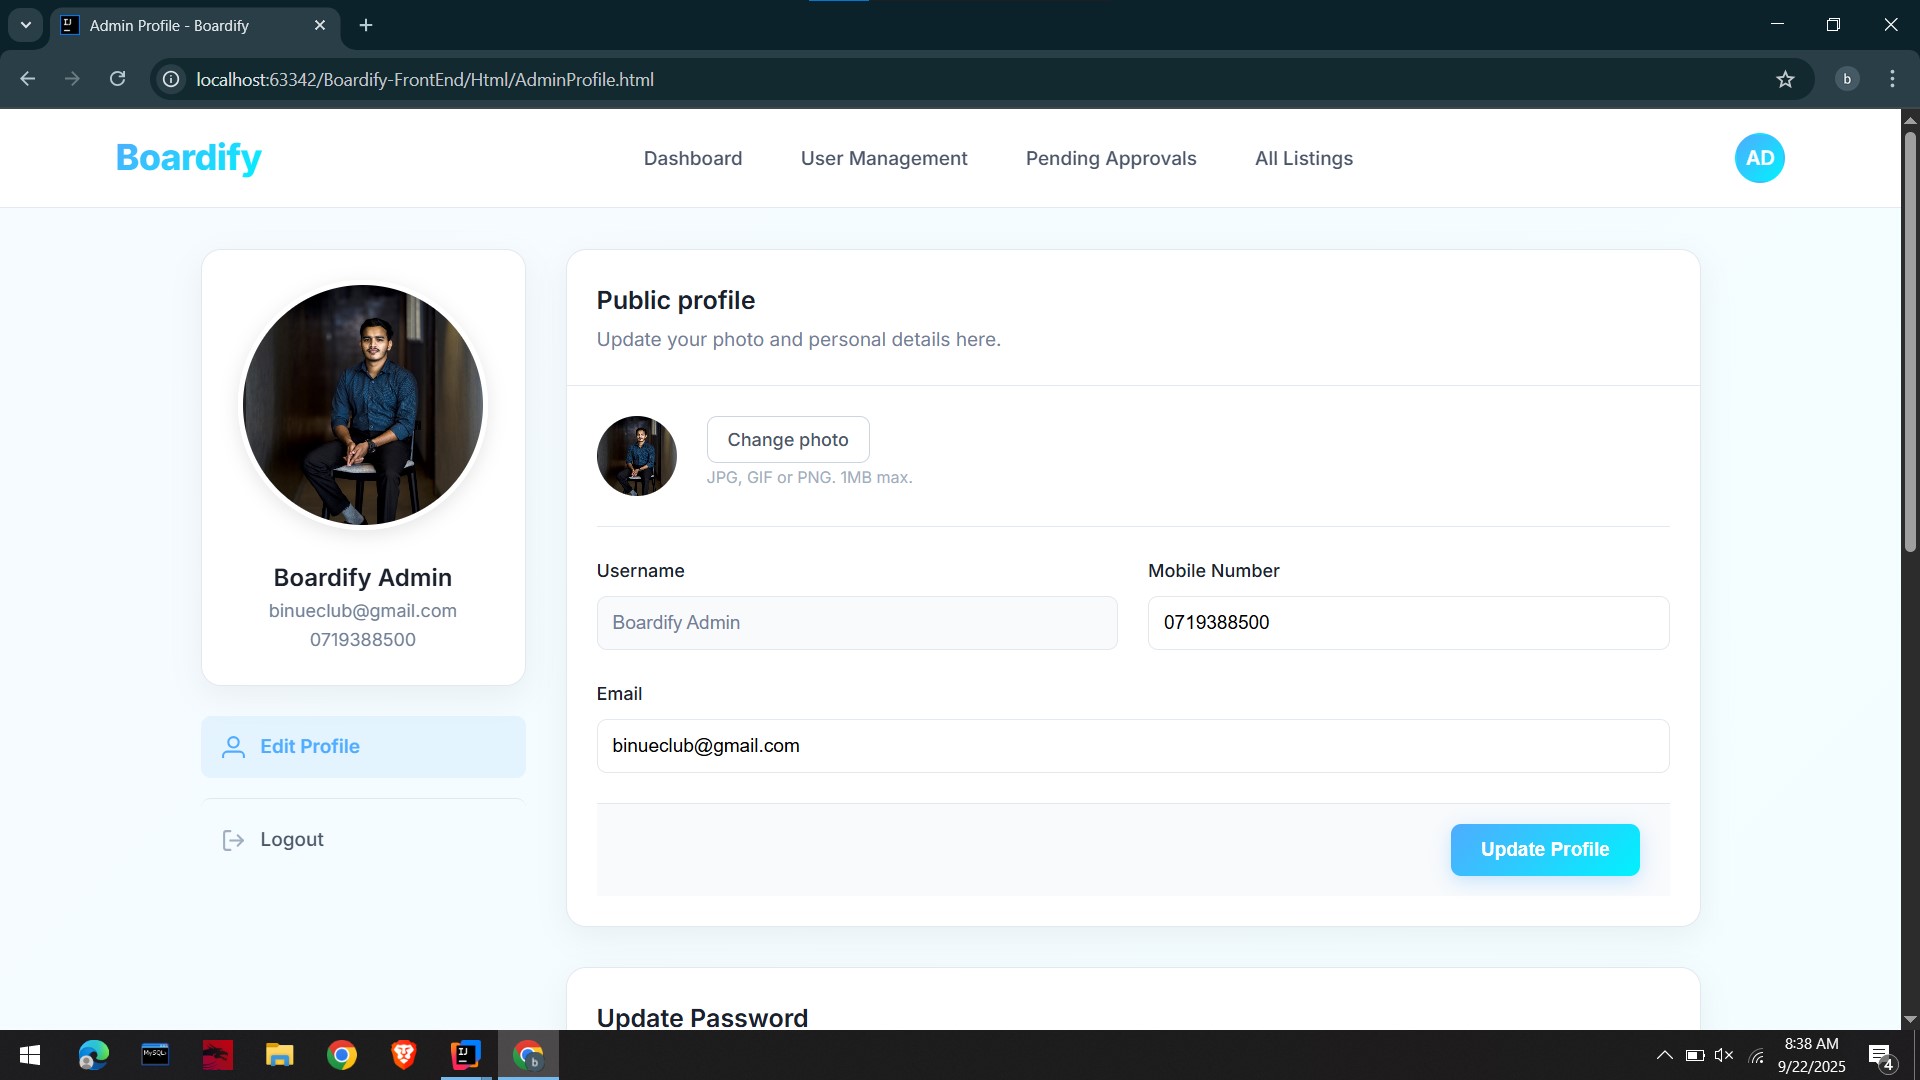 Admin Profile - Boardify
localhost:63342/Boardify-FrontEnd/Html/AdminProfile.html
b
Boardify
Dashboard
User Management
Pending Approvals
All Listings
AD
Boardify Admin
binueclub@gmail.com
0719388500
Edit Profile
Logout
Public profile
Update your photo and personal details here.
Change photo
JPG, GIF or PNG. 1MB max.
Username
Mobile Number
Boardify Admin
0719388500
Email
binueclub@gmail.com
Update Profile
Update Password
MySQL
IJ
b
8:38 AM
9/22/2025
4